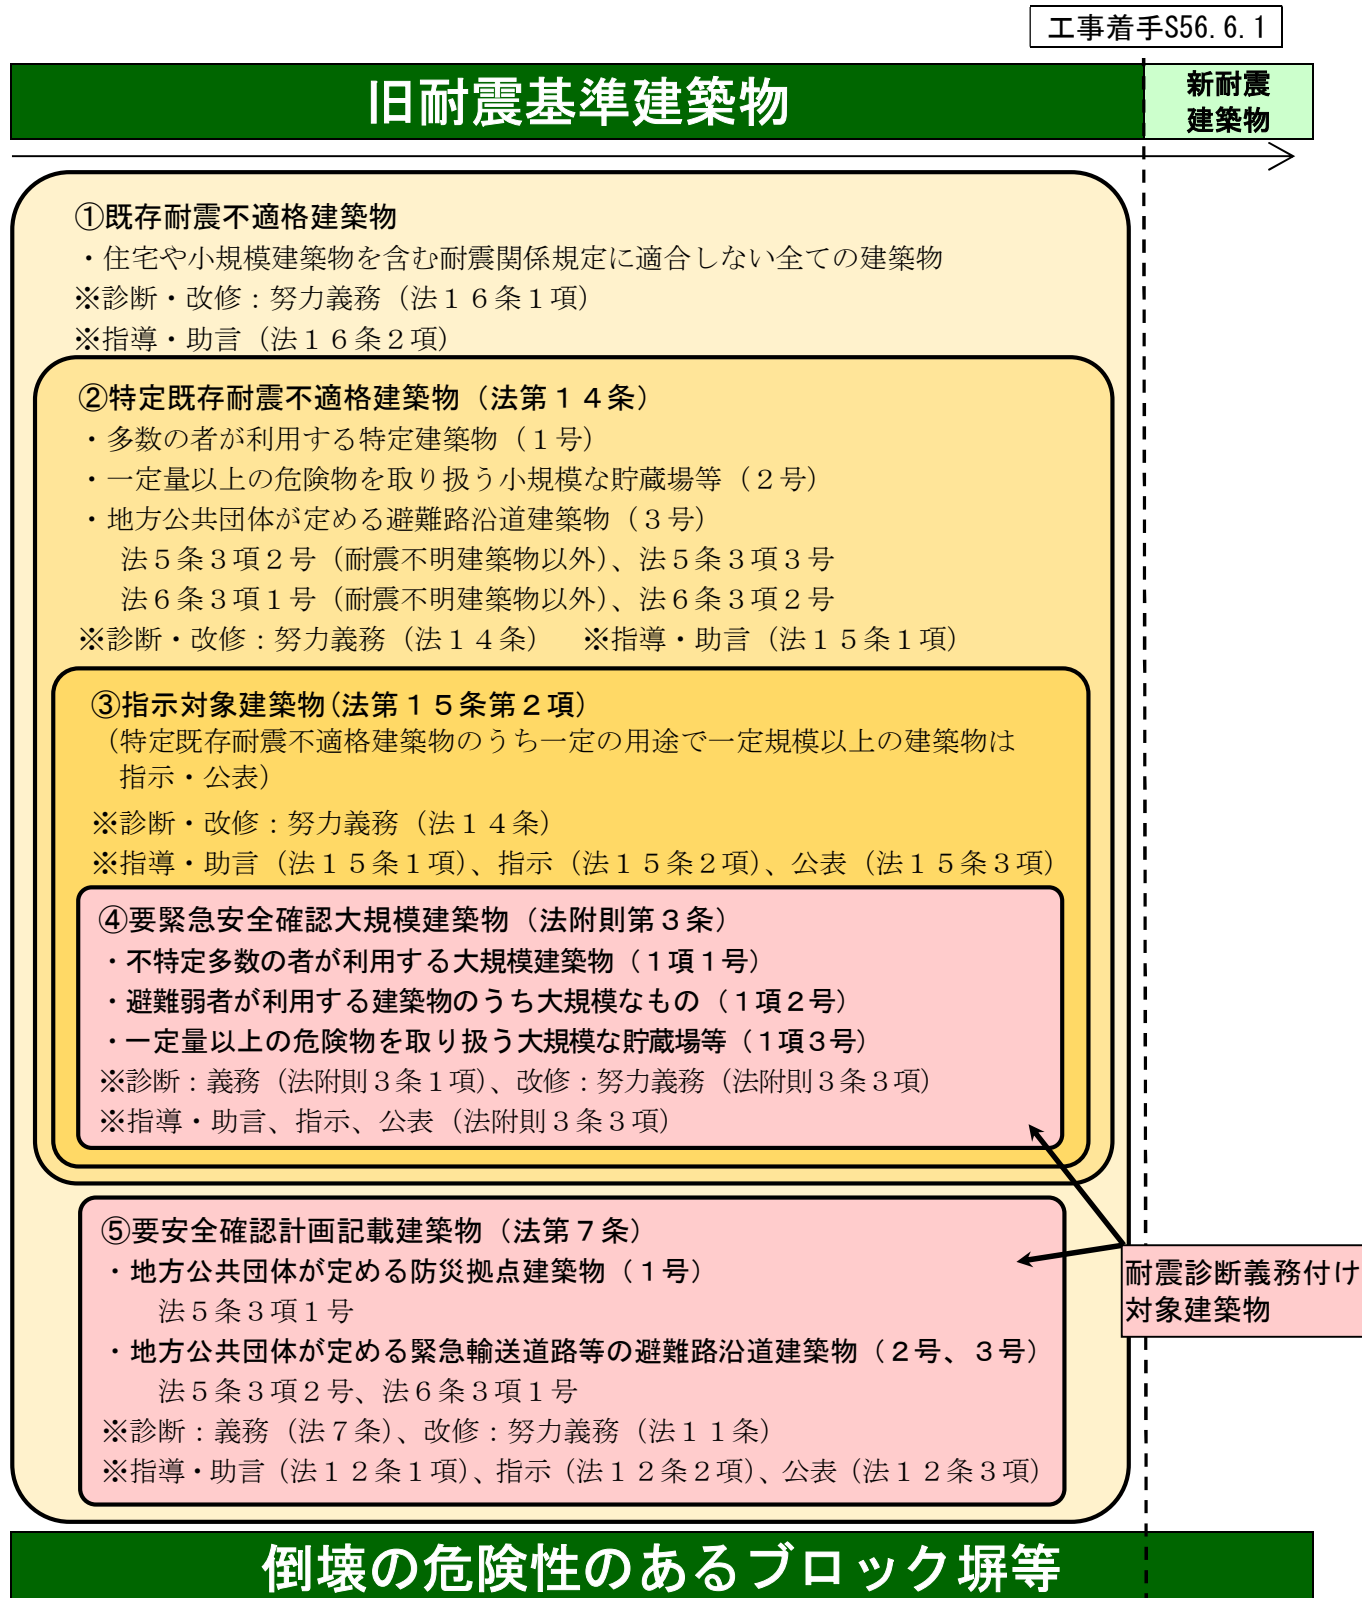 工事着手S56.6.1
旧耐震基準建築物
新耐震
建築物
①既存耐震不適格建築物
・住宅や小規模建築物を含む耐震関係規定に適合しない全ての建築物
※診断・改修：努力義務（法１６条１項）
※指導・助言（法１６条２項）
②特定既存耐震不適格建築物（法第１４条）
・多数の者が利用する特定建築物（１号）
・一定量以上の危険物を取り扱う小規模な貯蔵場等（２号）
・地方公共団体が定める避難路沿道建築物（３号）
法５条３項２号（耐震不明建築物以外）、法５条３項３号
法６条３項１号（耐震不明建築物以外）、法６条３項２号
※診断・改修：努力義務（法１４条）　※指導・助言（法１５条１項）
③指示対象建築物（法第１５条第２項）
（特定既存耐震不適格建築物のうち一定の用途で一定規模以上の建築物は
指示・公表）
※診断・改修：努力義務（法１４条）
※指導・助言（法１５条１項）、指示（法１５条２項）、公表（法１５条３項）
④要緊急安全確認大規模建築物（法附則第３条）
・不特定多数の者が利用する大規模建築物（１項１号）
・避難弱者が利用する建築物のうち大規模なもの（１項２号）
・一定量以上の危険物を取り扱う大規模な貯蔵場等（１項３号）
※診断：義務（法附則３条１項）、改修：努力義務（法附則３条３項）
※指導・助言、指示、公表（法附則３条３項）
⑤要安全確認計画記載建築物（法第７条）
・地方公共団体が定める防災拠点建築物（１号）
法５条３項１号
・地方公共団体が定める緊急輸送道路等の避難路沿道建築物（２号、３号）
法５条３項２号、法６条３項１号
※診断：義務（法７条）、改修：努力義務（法１１条）
※指導・助言（法１２条１項）、指示（法１２条２項）、公表（法１２条３項）
耐震診断義務付け
対象建築物
倒壊の危険性のあるブロック塀等